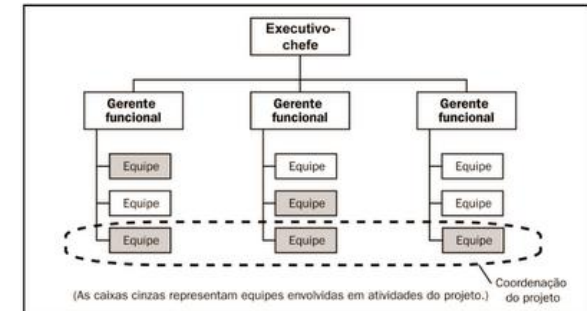 Executivo-
chefe
Gerente
funcional
Gerente
funcional
Gerente
funcional
Equipe
Equipe
Equipe
Equipe
Equipe
Equipe
Equipe
Equipe
Equipe
(As caixas cinzas representam equipes envolvidas em atividades do projeto.)
Coordenação
do projeto